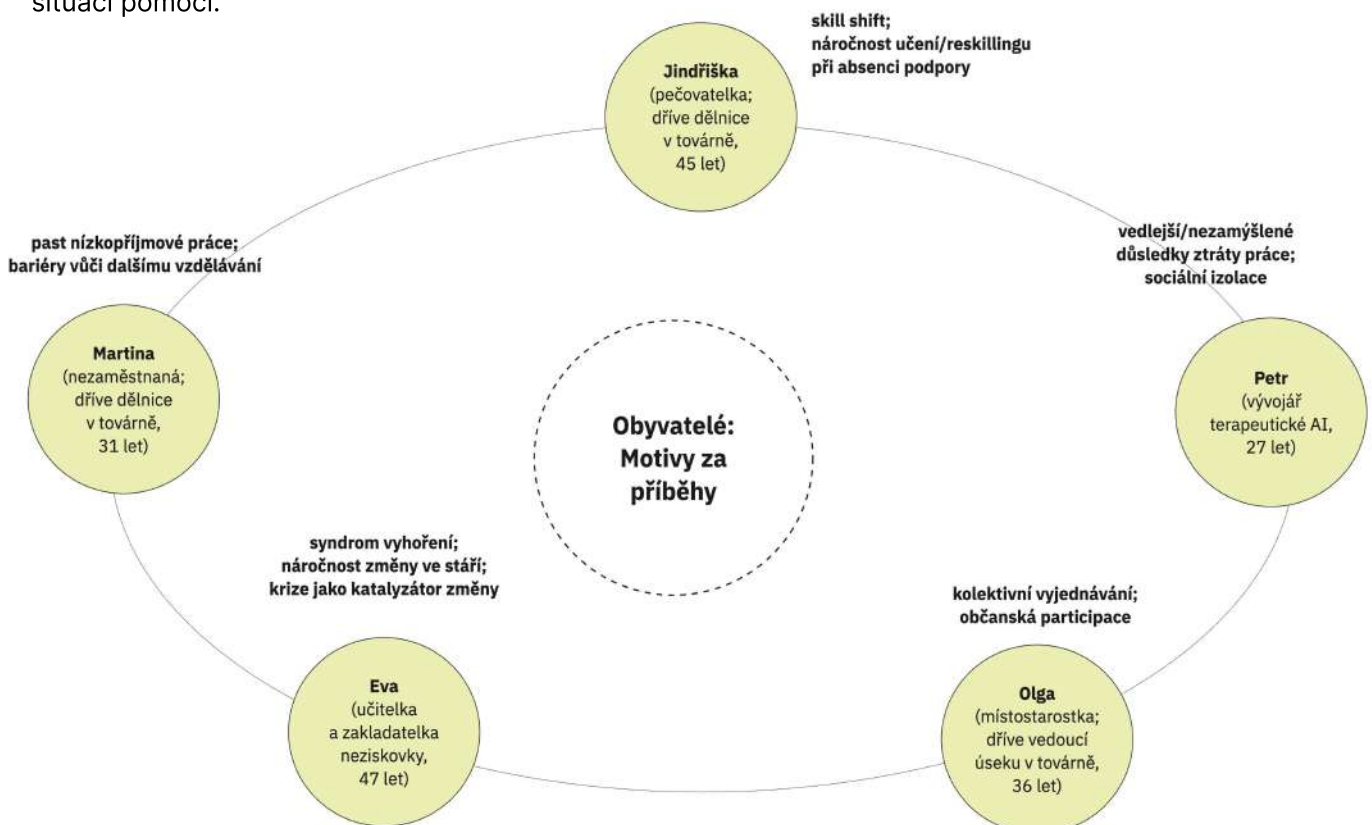 situaci pomoci.
skill shift;
náročnost učení/reskillingu
při absenci podpory
Jindřiška
(pečovatelka;
dříve dělnice
v továrně,
45 let)
past nízkopříjmové práce;
bariéry vůči dalšímu vzdělávání
vedlejší/nezamýšlené
důsledky ztráty práce;
sociální izolace
Martina
(nezaměstnaná;
dříve dělnice
v továrně,
31 let)
Petr
(vývojář
terapeutické AI,
27 let)
Obyvatelé:
Motivy za
příběhy
syndrom vyhoření;
náročnost změny ve stáří;
krize jako katalyzátor změny
kolektivní vyjednávání;
občanská participace
Eva
(učitelka
a zakladatelka
neziskovky,
47 let)
Olga
(místostarostka;
dříve vedoucí
úseku v továrně,
36 let)